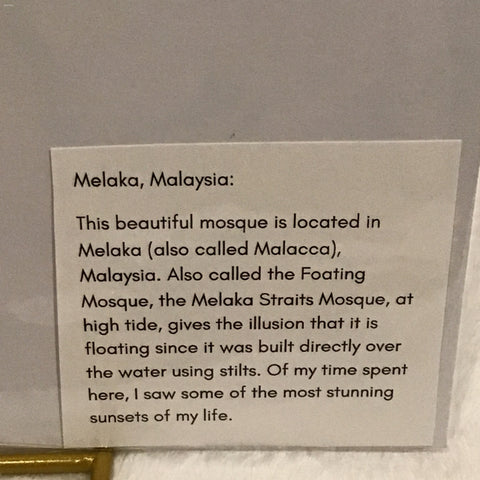 Melaka, Malaysia:
This beautiful mosque is located in
Melaka (also called Malacca),
Malaysia. Also called the Foating
Mosque, the Melaka Straits Mosque, at
high tide, gives the illusion that it is
floating since it was built directly over
the water using stilts. Of my time spent
here, I saw some of the most stunning
sunsets of my life.